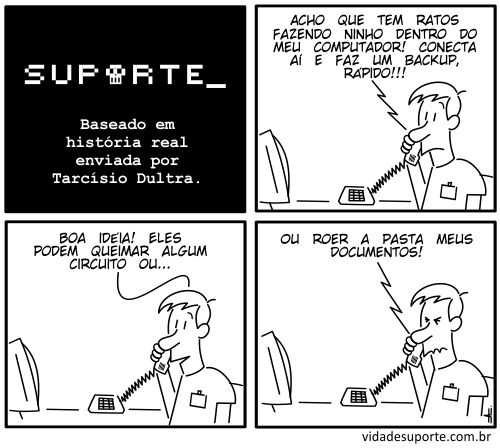 SUPORTE_
Baseado em
história real
enviada por
Tarcísio Dultra.
ACHO QUE TEM RATOS
FAZENDO NINHO DENTRO DO
MEU COMPUTADOR! CONECTA
AÍ E FAZ UM BACKUP,
RÁPIDO!!!
BOA IDÉIA! ELES
PODEM QUEIMAR ALGUM
CIRCUITO OU...
OU ROER A PASTA MEUS
DOCUMENTOS!
vidadesuporte.com.br